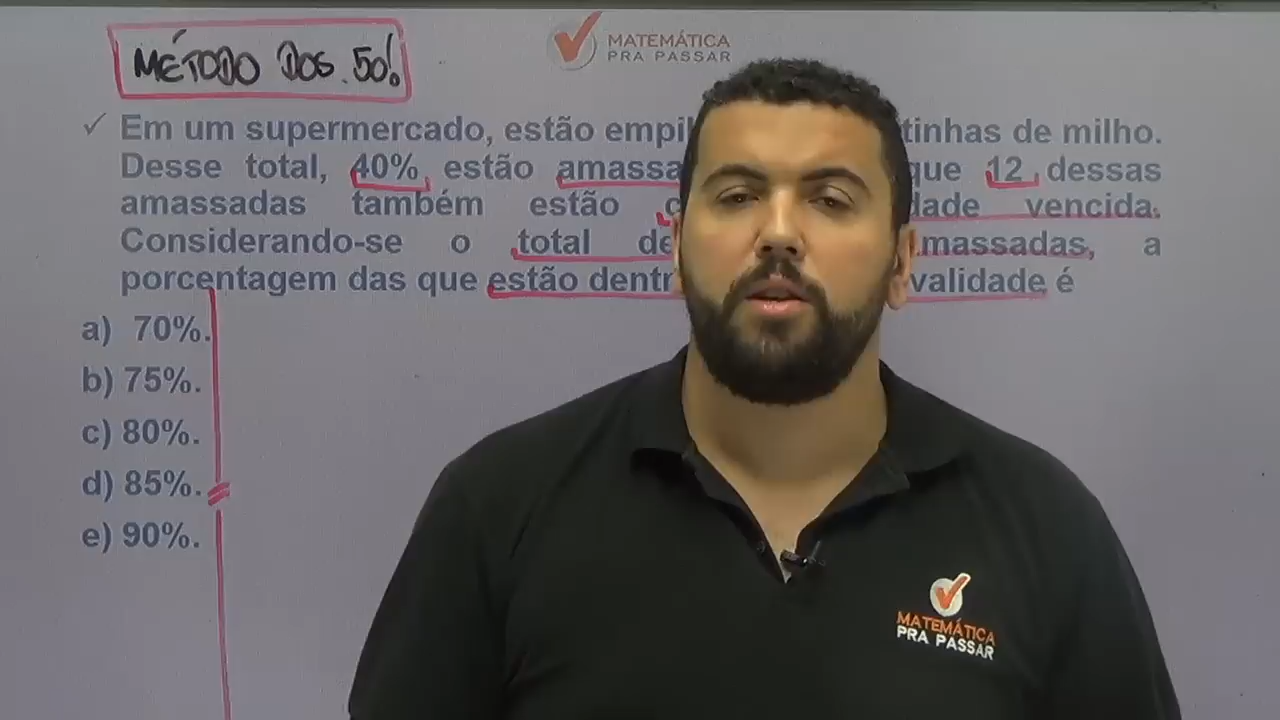 MÉTODO DOS 50!
MATEMÁTICA
PRA PASSAR
✓ Em um supermercado, estão empil tinhas de milho.
Desse total, 40% estão amassa que 12 dessas
amassadas também estão dade vencida.
Considerando-se o total de massadas, a
porcentagem das que estão dentr validade é
a) 70%.
b) 75%.
c) 80%.
d) 85%.
e) 90%.
MATEMÁTICA
PRA PASSAR